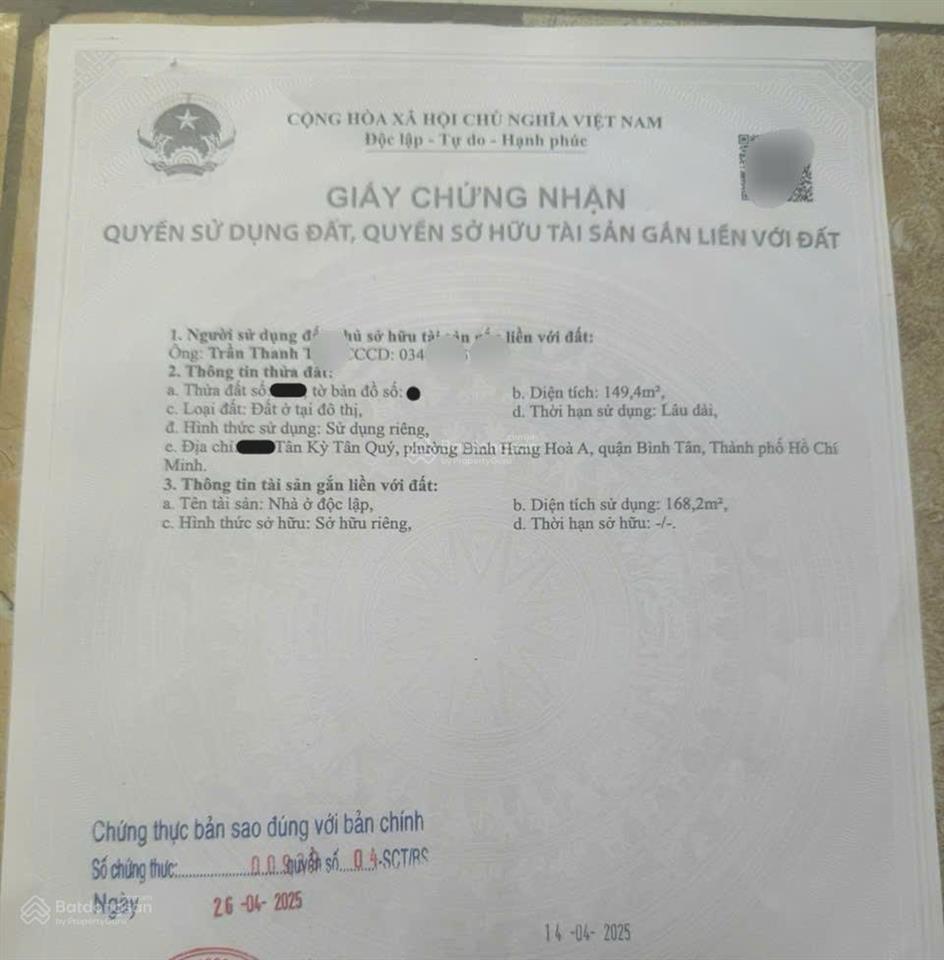 CỘNG HÒA XÃ HỘI CHỦ NGHĨA VIỆT NAM
Độc lập - Tự do - Hạnh phúc
GIẤY CHỨNG NHẬN
QUYỀN SỬ DỤNG ĐẤT, QUYỀN SỞ HỮU TÀI SẢN GẮN LIỀN VỚI ĐẤT
1. Người sử dụng sở hữu liền với đất:
Ông: Trần Thanh CCCD: 034
2. Thông tin thửa đất:
a. Thửa đất số: tờ bản đồ số: b. Diện tích: 149,4m²,
c. Loại đất: Đất ở tại đô thị, d. Thời hạn sử dụng: Lâu dài,
đ. Hình thức sử dụng: Sử dụng riêng,
e. Địa chỉ: Tân Kỳ Tân Quý, phường Bình Hưng Hoà A, quận Bình Tân, Thành phố Hồ Chí
Minh.
3. Thông tin tài sản gắn liền với đất:
a. Tên tài sản: Nhà ở độc lập, b. Diện tích sử dụng: 168,2m²,
c. Hình thức sở hữu: Sở hữu riêng, d. Thời hạn sở hữu: -/-.
Chứng thực bản sao đúng với bản chính
Số chứng thực: quyển số 04-SCT/BS
Ngày 26 -04- 2025
Batdongsan
by PropertyGuru
14 -04- 2025